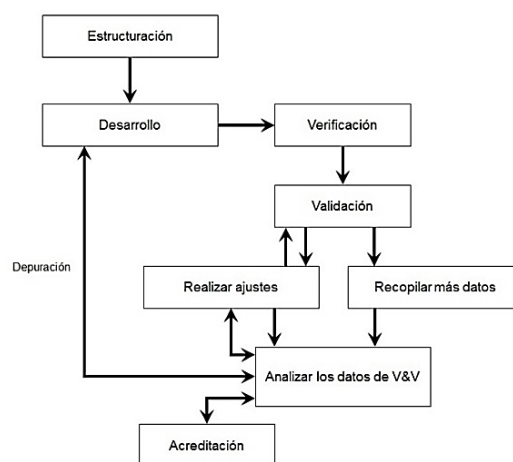 Estructuración
Desarrollo
Verificación
Validación
Depuración
Realizar ajustes
Recopilar más datos
Analizar los datos de V&V
Acreditación